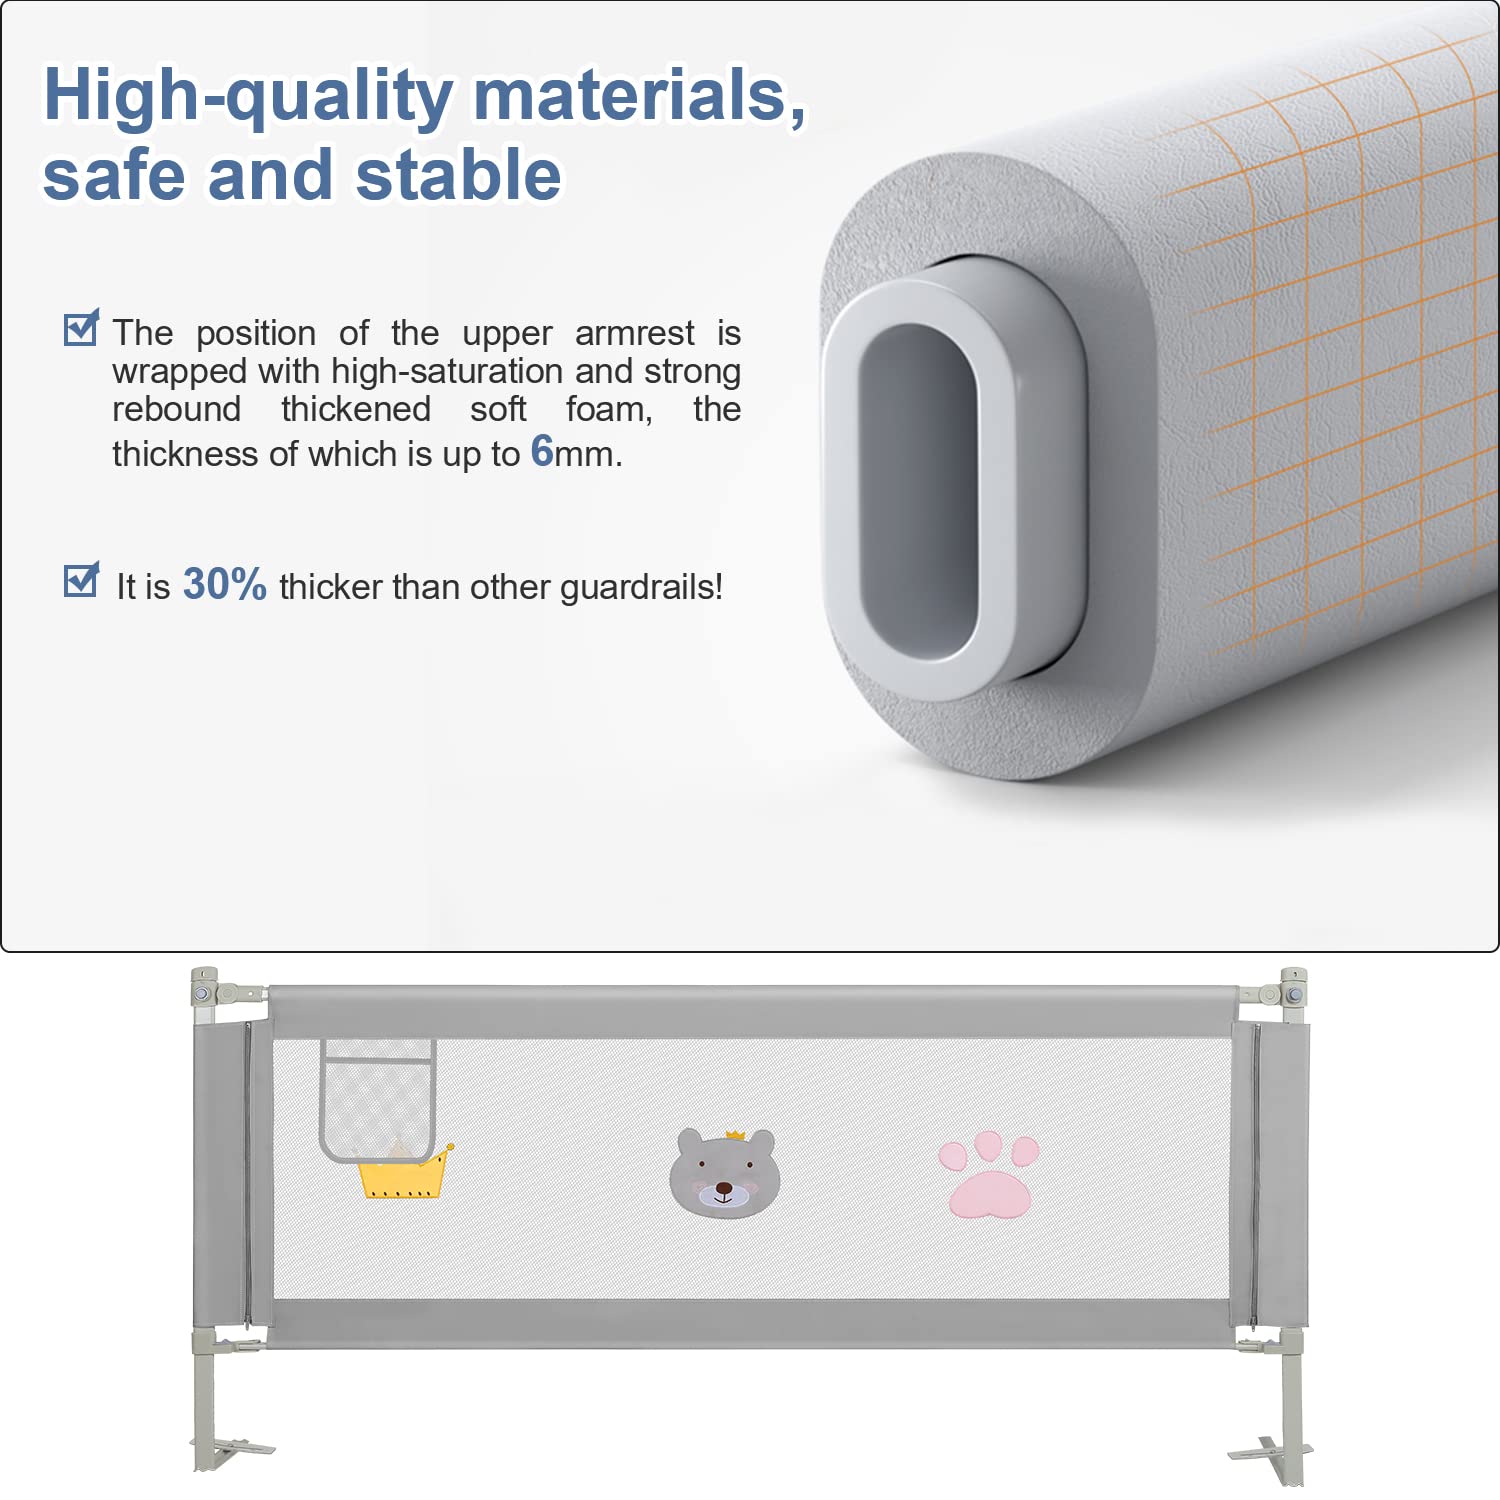 High-quality materials,
safe and stable
The position of the upper armrest is
wrapped with high-saturation and strong
rebound thickened soft foam, the
thickness of which is up to 6mm.
It is 30% thicker than other guardrails!